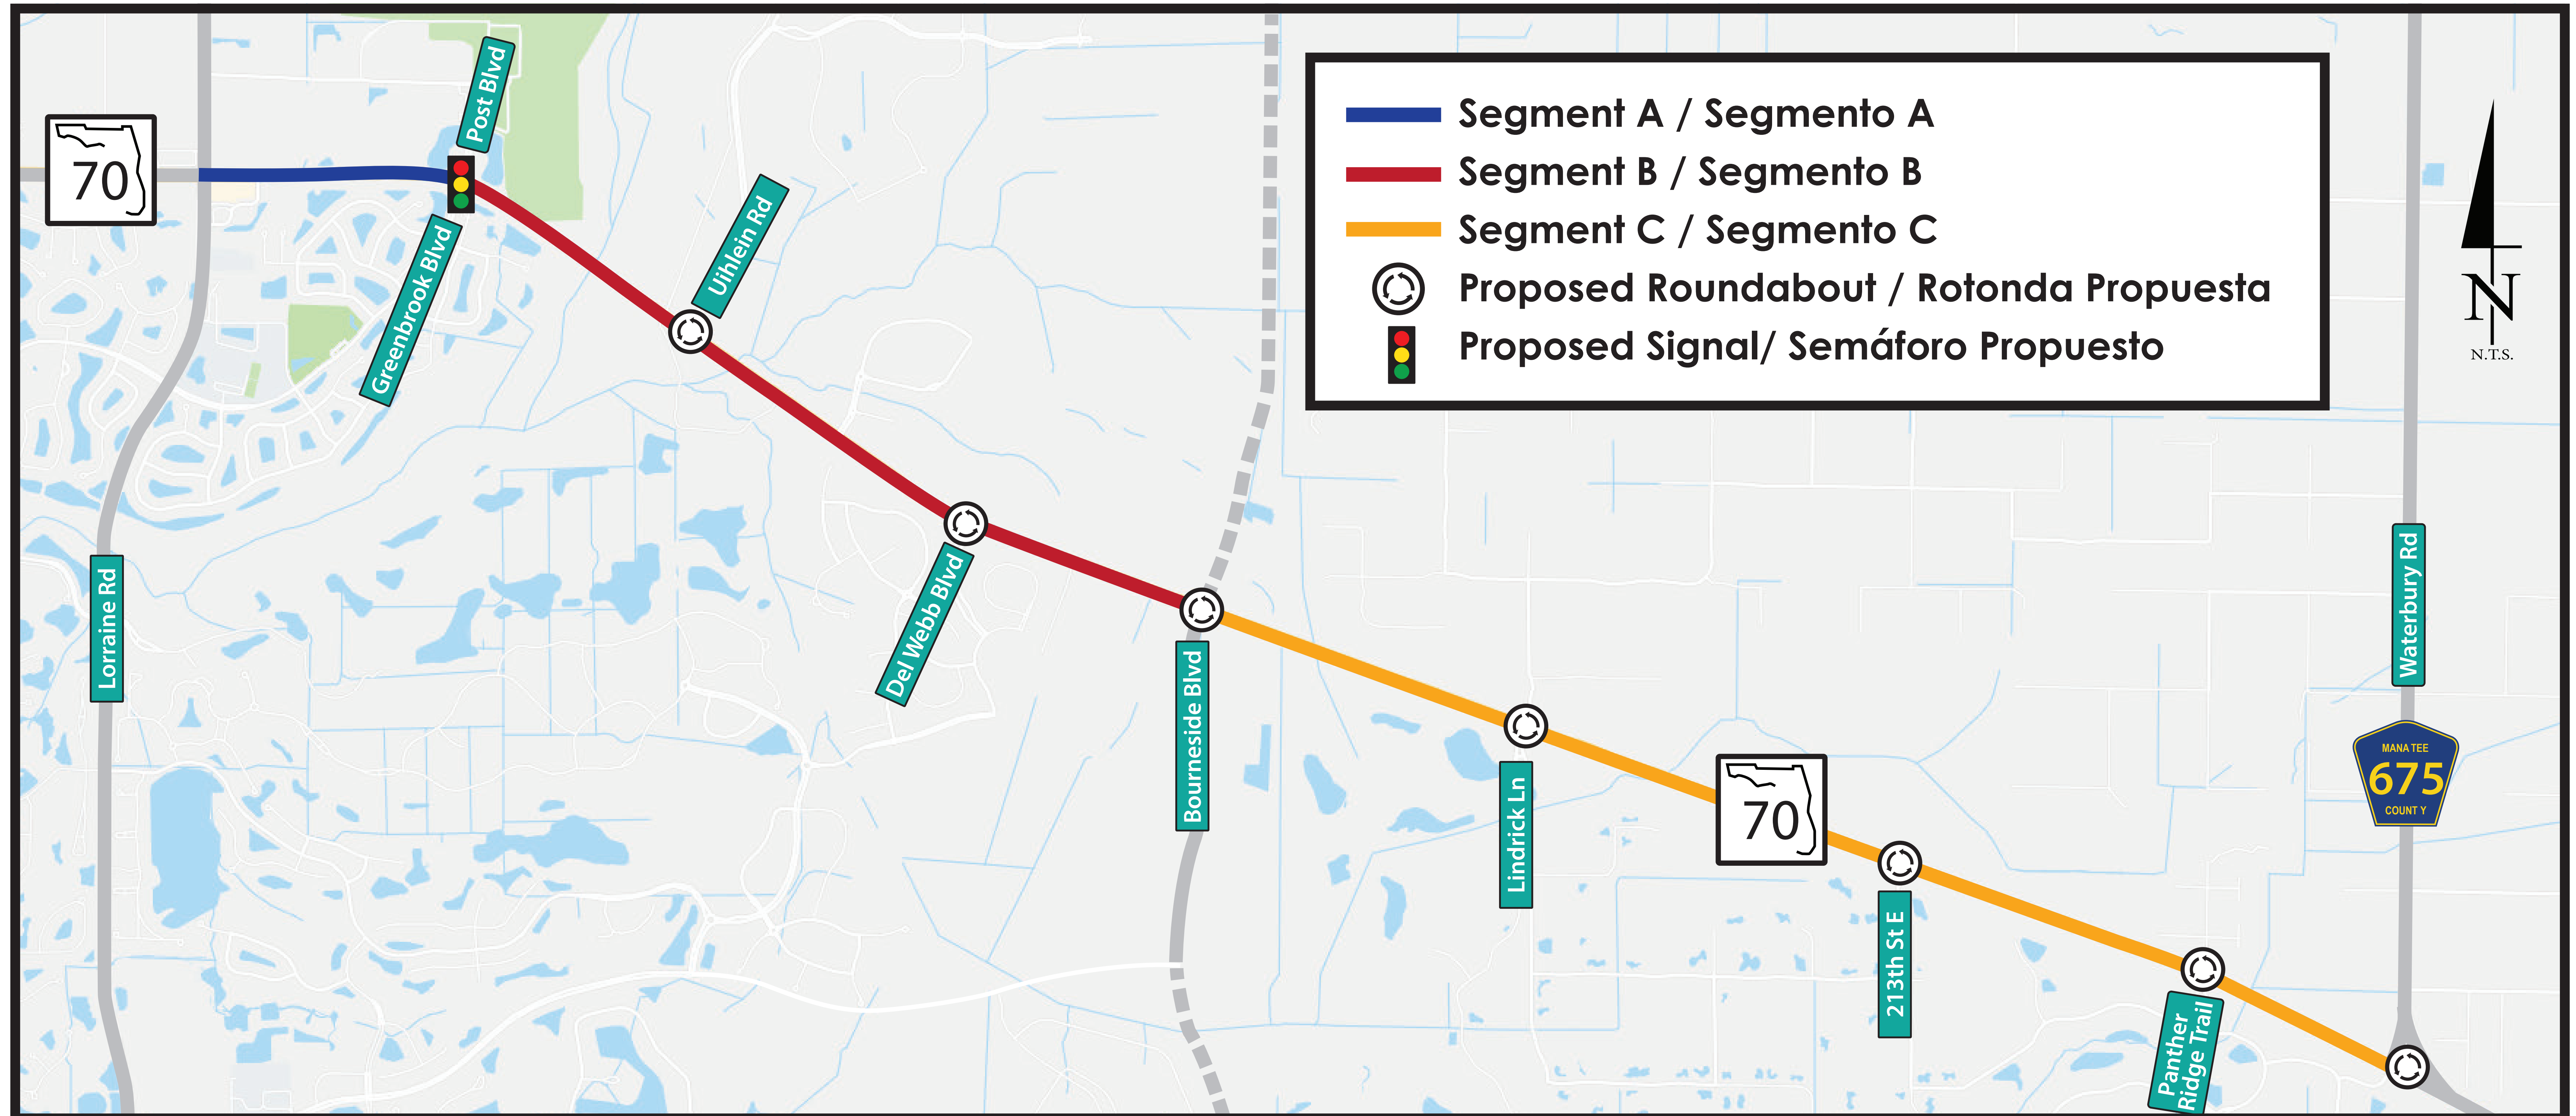 Segment A / Segmento A
Segment B / Segmento B
Segment C / Segmento C
Proposed Roundabout / Rotonda Propuesta
Proposed Signal/ Semáforo Propuesto
N
N.T.S.
70
Post Blvd
Greenbrook Blvd
Uihlein Rd
Lorraine Rd
Del Webb Blvd
Bourneside Blvd
Lindrick Ln
70
213th St E
Panther
Ridge Trail
Waterbury Rd
MANATEE
675
COUNT Y